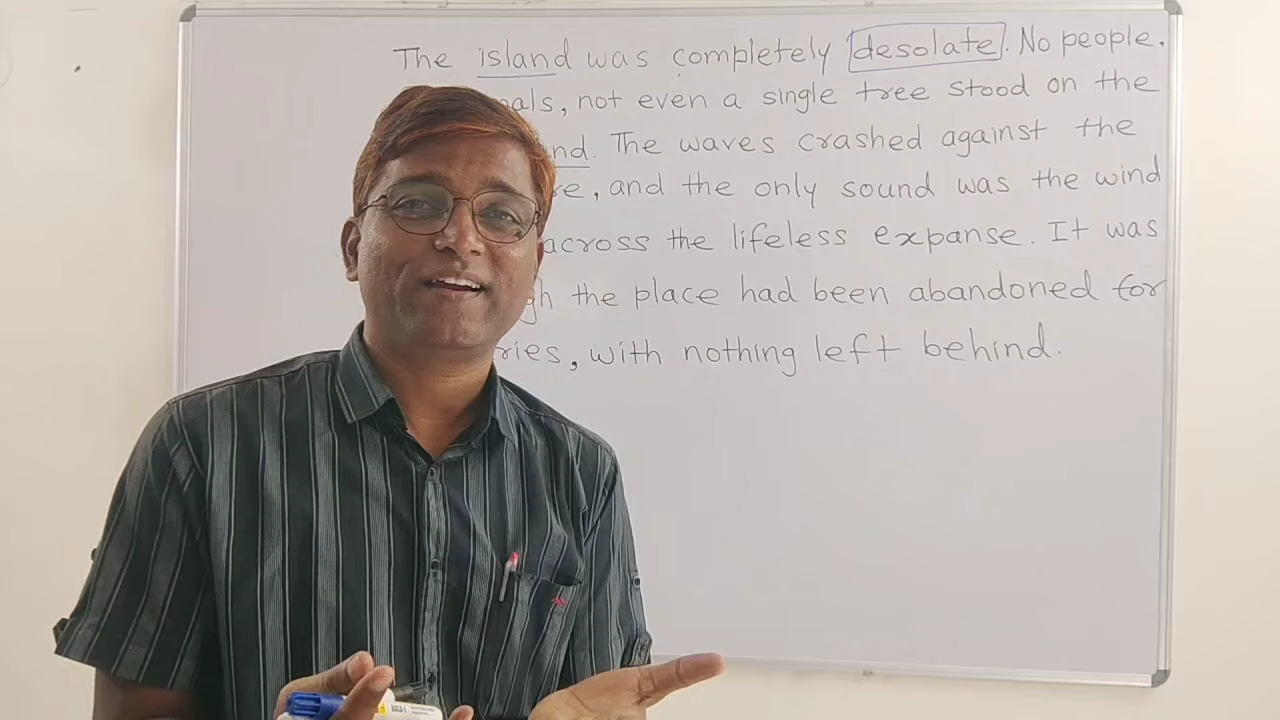 The island was completely desolate. No people.
als, not even a single tree stood on the
nd. The waves crashed against the
re, and the only sound was the wind
across the lifeless expanse. It was
gh the place had been abandoned for
ries, with nothing left behind.